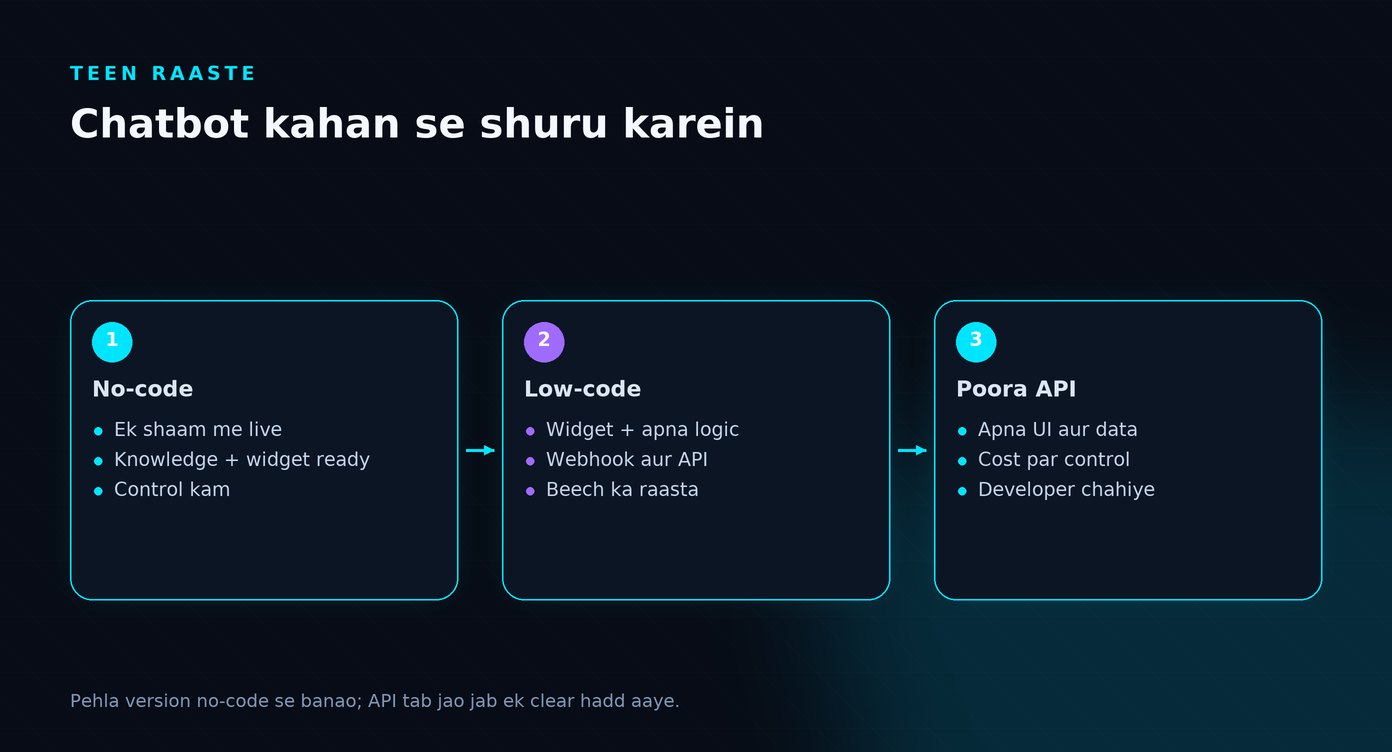 TEEN RAASTE
Chatbot kahan se shuru karein
1
No-code
Ek shaam me live
Knowledge + widget ready
Control kam
2
Low-code
Widget + apna logic
Webhook aur API
Beech ka raasta
3
Poora API
Apna UI aur data
Cost par control
Developer chahiye
Pehla version no-code se banao; API tab jao jab ek clear hadd aaye.